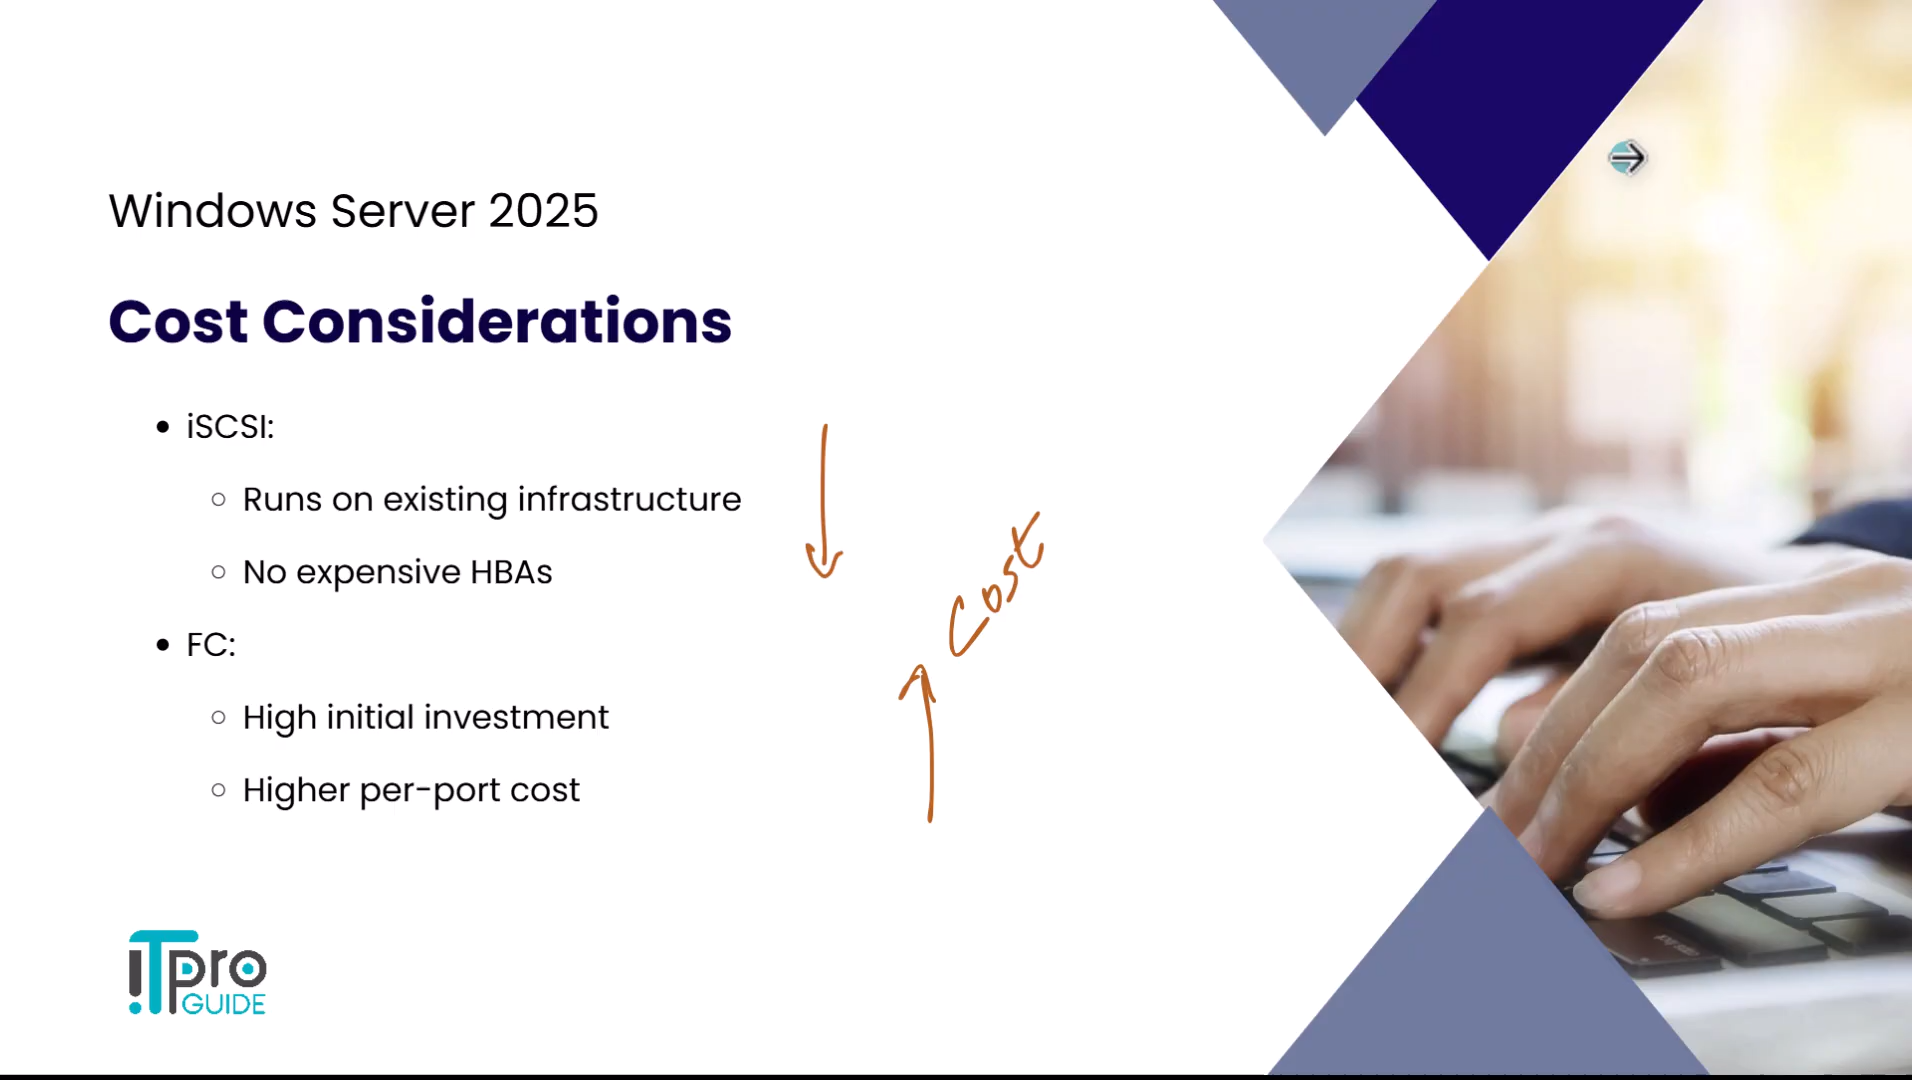 Windows Server 2025
Cost Considerations
• iSCSI:
○ Runs on existing infrastructure
○ No expensive HBAs
• FC:
○ High initial investment
○ Higher per-port cost
Cost
iTpro
GUIDE